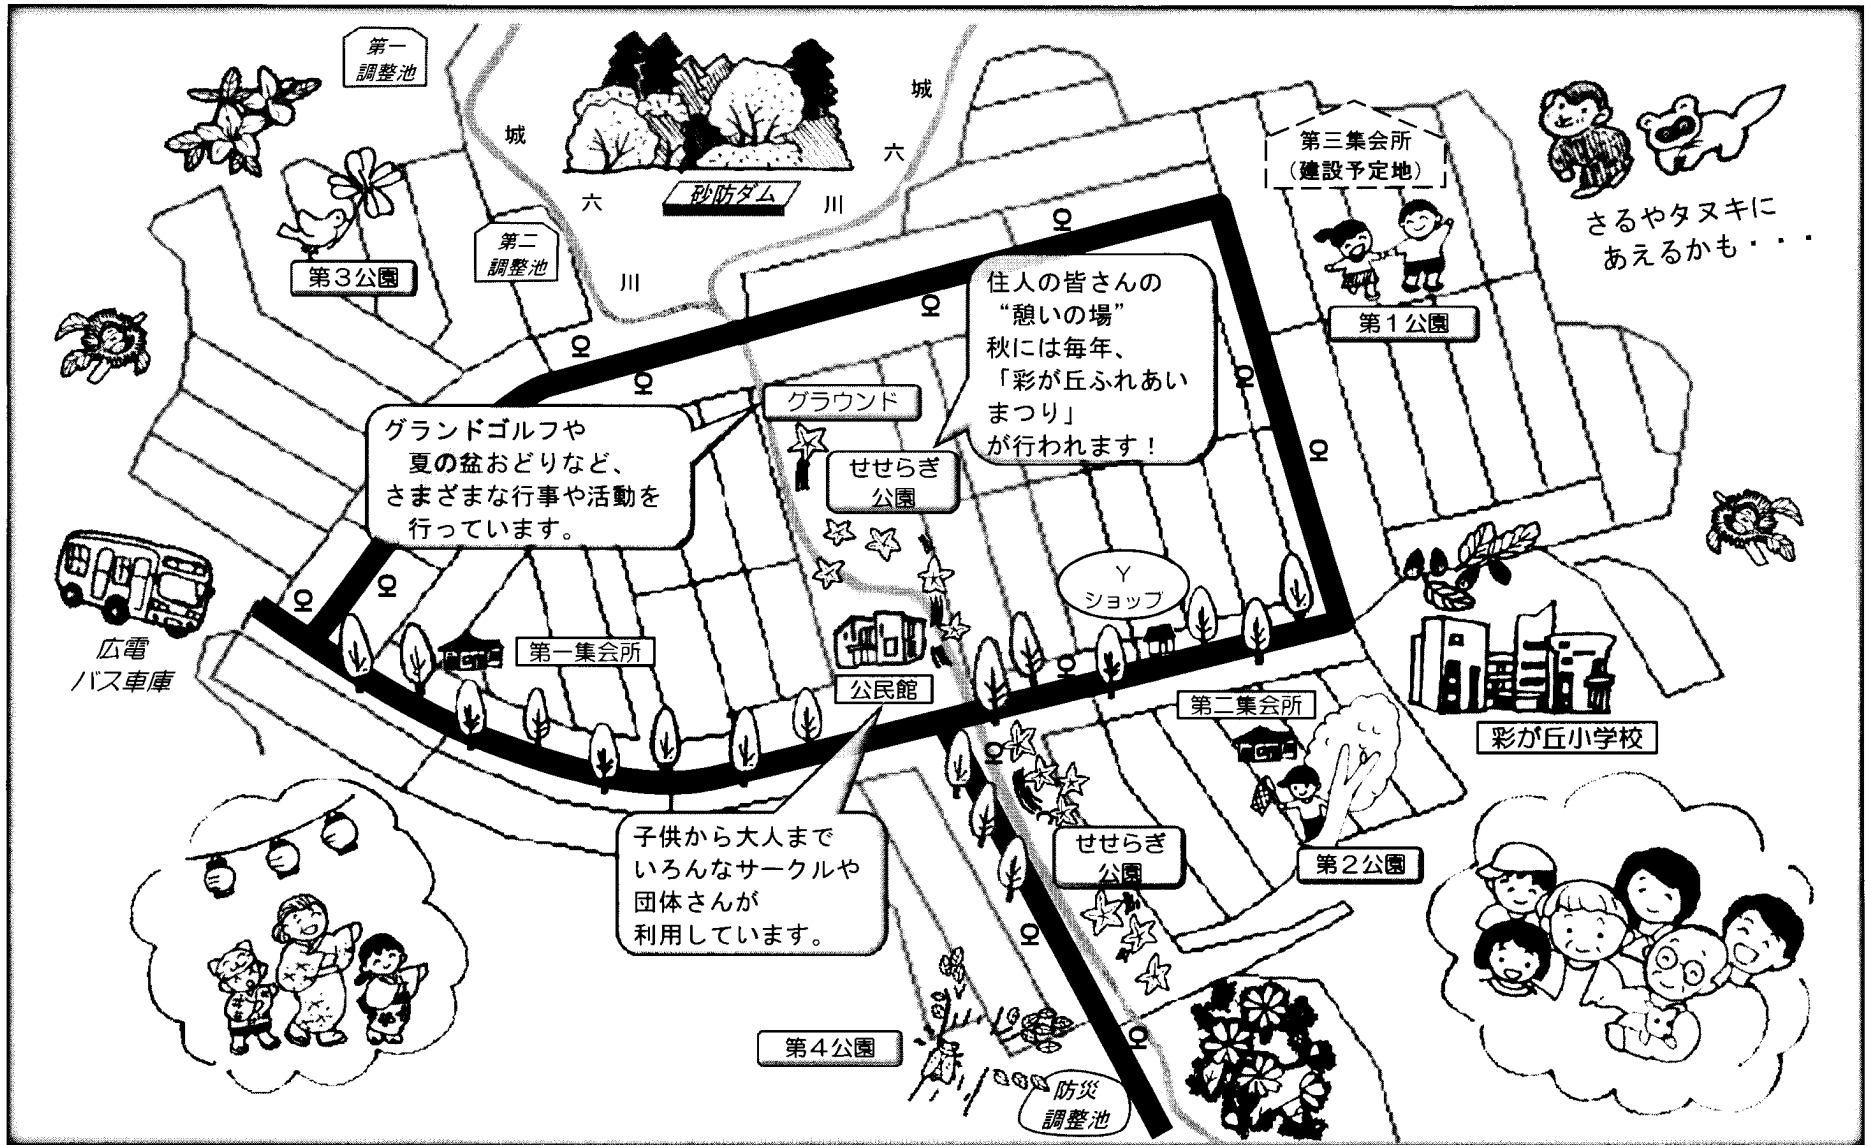 第一
調整池
城
六
川
砂防ダム
城
六
川
第三集会所
(建設予定地)
さるやタヌキに
あえるかも・・・
第二
調整池
第3公園
第1公園
住人の皆さんの
“憩いの場”
秋には毎年、
「彩が丘ふれあい
まつり」
が行われます!
グラウンド
グランドゴルフや
夏の盆おどりなど、
さまざまな行事や活動を
行っています。
せせらぎ
公園
Y
ショップ
広電
バス車庫
第一集会所
公民館
第二集会所
彩が丘小学校
子供から大人まで
いろんなサークルや
団体さんが
利用しています。
せせらぎ
公園
第2公園
第4公園
防災
調整池